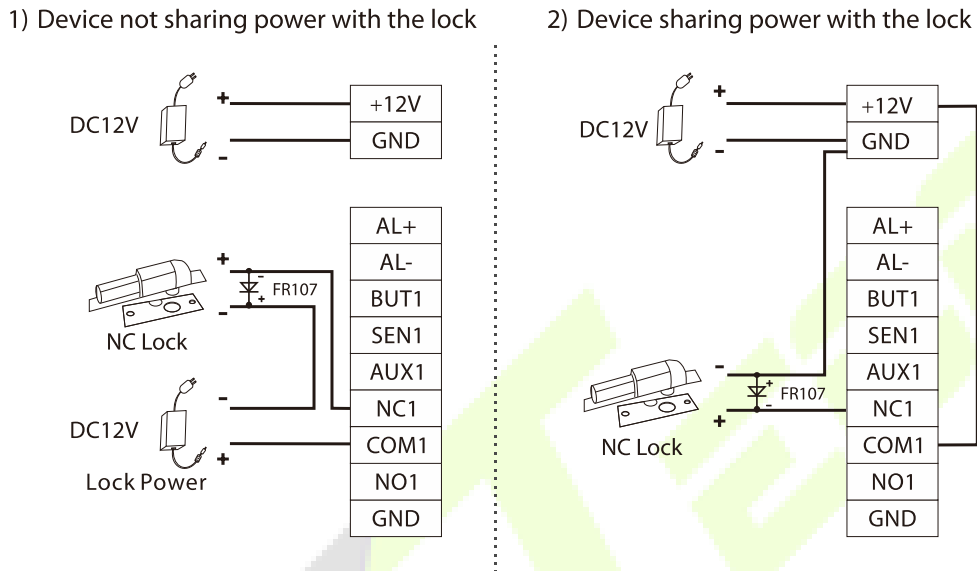 1) Device not sharing power with the lock
+
DC12V
-
+12V
GND
+
FR107
-
+
-
NC Lock
-
DC12V
+
Lock Power
AL+
AL-
BUT1
SEN1
AUX1
NC1
COM1
NO1
GND
2) Device sharing power with the lock
+
DC12V
-
+12V
GND
-
+
FR107
-
+
NC Lock
AL+
AL-
BUT1
SEN1
AUX1
NC1
COM1
NO1
GND